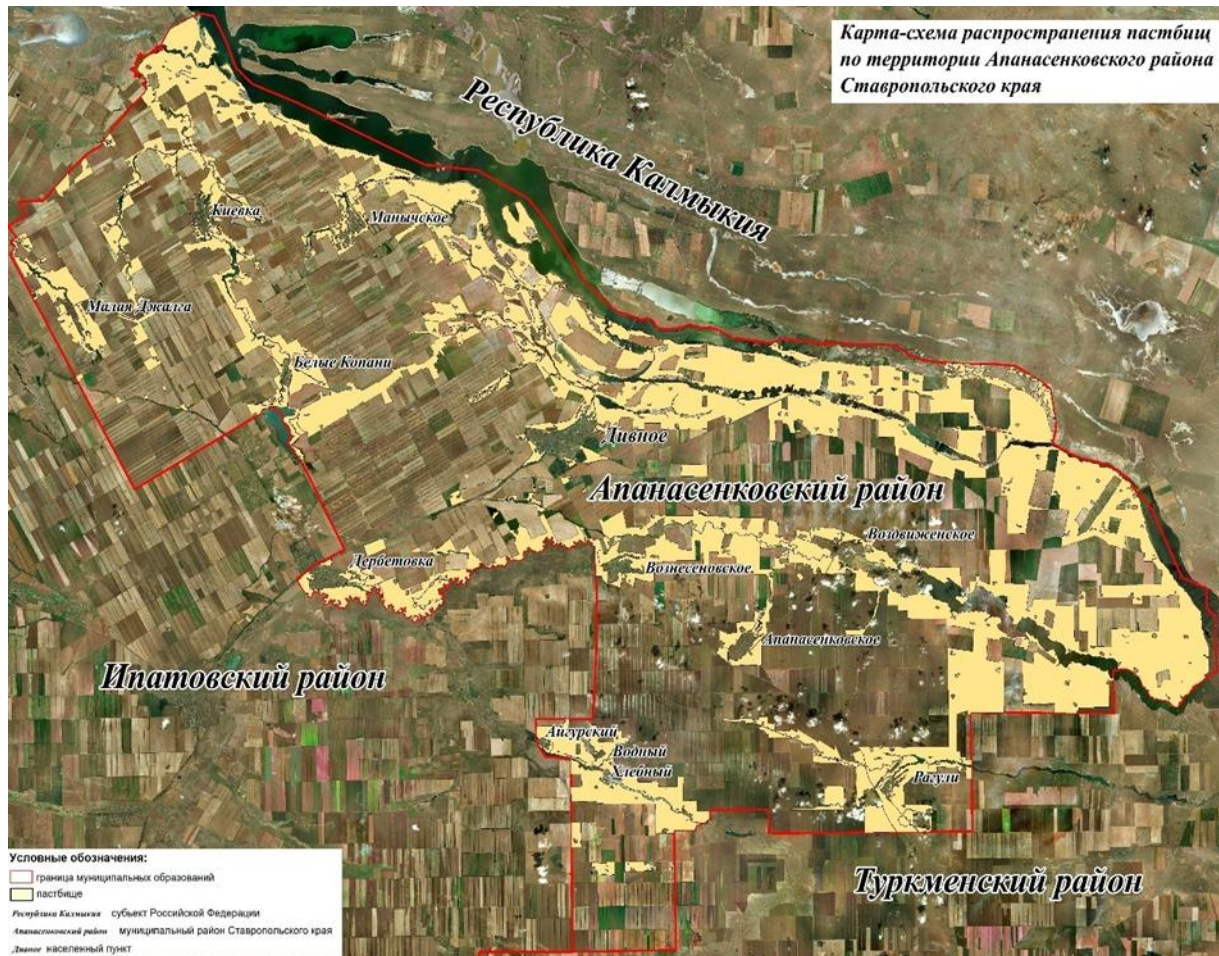 Карта-схема распространения пастбищ
по территории Апанасенковского района
Ставропольского края
Республика Калмыкия
Киевка
Манычское
Малая Джалга
Белые Копани
Дивное
Апанасенковский район
Воздвиженское
Дербетовка
Вознесеновское.
Апанасенковское
Ипатовский район
Айгурский
Водный
Хлебный
Рагули
Туркменский район
Условные обозначения:
граница муниципальных образований
пастбище
Республика Калмыкия субъект Российской Федерации
Апанасенковский район муниципальный район Ставропольского края
Дивное населенный пункт